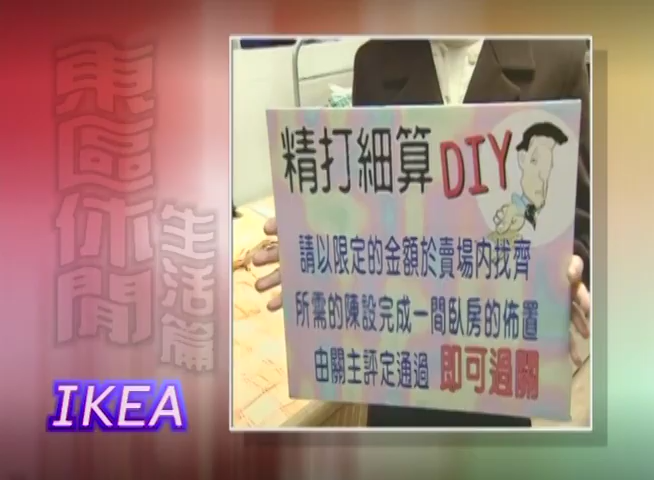 東區休閒
生活篇
IKEA
精打細算DIY
請以限定的金額於賣場內找齊
所需的陳設完成一間臥房的佈置
由關主評定通過 即可過關